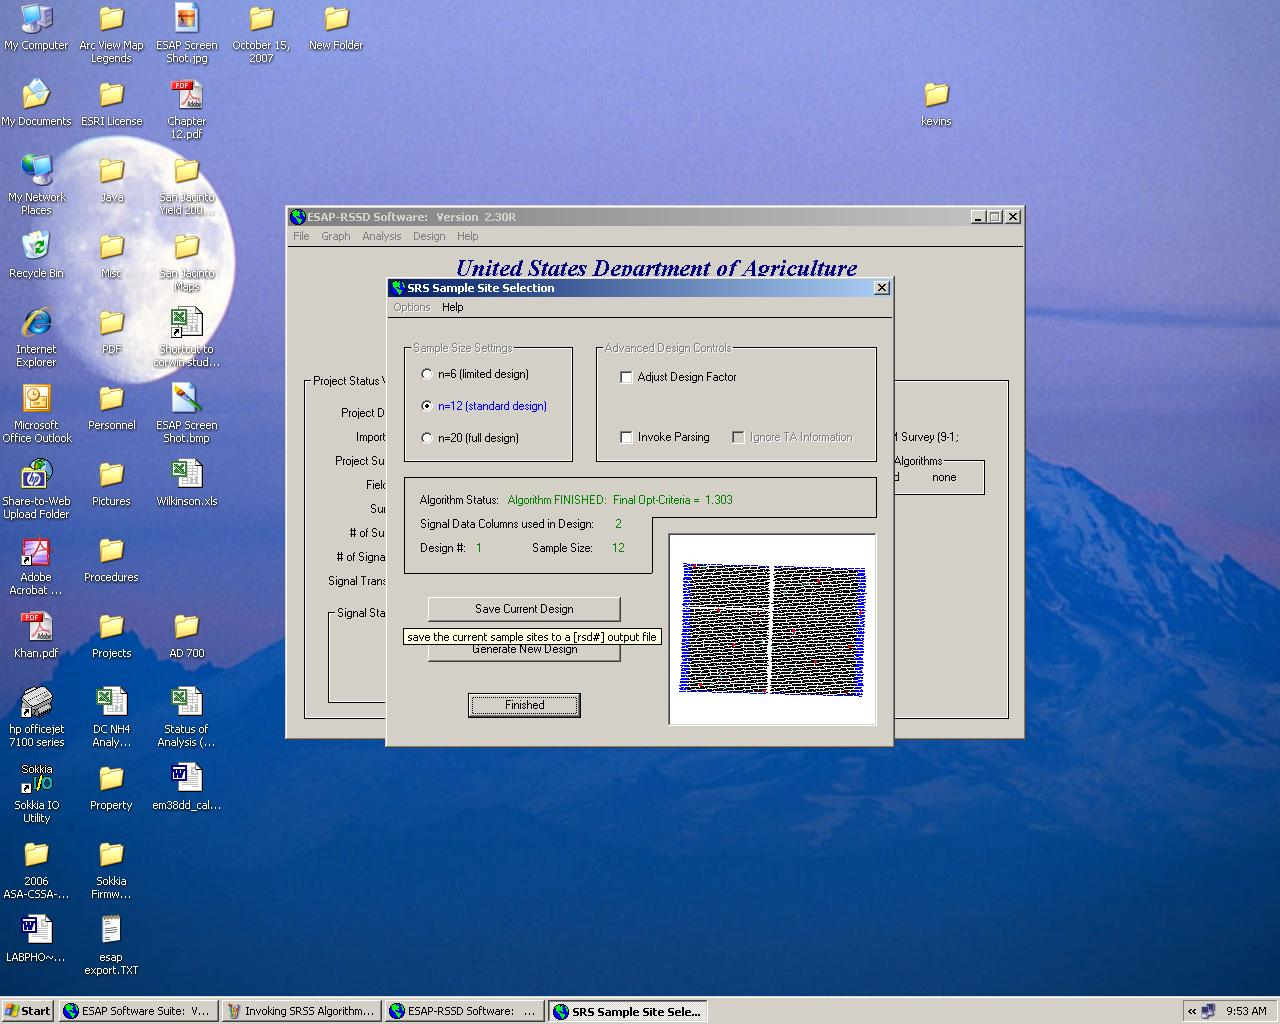 My Computer
Arc View Map
Legends
ESAP Screen
Shot.jpg
October 15,
2007
New Folder
My Documents
ESRI License
PDF
Adobe
Chapter
12.pdf
kevins
My Network
Places
Java
San Jacinto
Yield 200...
Recycle Bin
Misc
San Jacinto
Maps
Internet
Explorer
PDF
Shortcut to
corwin stud...
Microsoft
Office Outlook
Personnel
ESAP Screen
Shot.bmp
Share-to-Web
Upload Folder
Pictures
Wilkinson.xls
Adobe
Acrobat ...
Procedures
PDF
Adobe
Khan.pdf
Projects
AD 700
hp officejet
7100 series
DC NH4
Analy...
Status of
Analysis (...
Sokkia
I/O
Sokkia IO
Utility
Property
em38dd_cal...
2006
ASA-CSSA-...
Sokkia
Firmw...
LABPHO~...
esap
export.TXT
ESAP-RSSD Software: Version 2.30R
File Graph Analysis Design Help
United States Department of Agriculture
Project Status
Project D
Import
Project Su
Field
Sur
# of Su
# of Signa
Signal Trans
Signal Sta
M Survey (9-1;
Algorithms
d none
SRS Sample Site Selection
Options Help
Sample Size Settings
n=6 (limited design)
n=12 (standard design)
n=20 (full design)
Advanced Design Controls
Adjust Design Factor
Invoke Parsing Ignore TA Information
Algorithm Status: Algorithm FINISHED: Final Opt-Criteria = 1.303
Signal Data Columns used in Design: 2
Design #: 1 Sample Size: 12
Save Current Design
save the current sample sites to a [rsd#] output file
Generate New Design
Finished
Start
ESAP Software Suite: V...
Invoking SRSS Algorithm...
ESAP-RSSD Software: ...
SRS Sample Site Sele...
9:53 AM